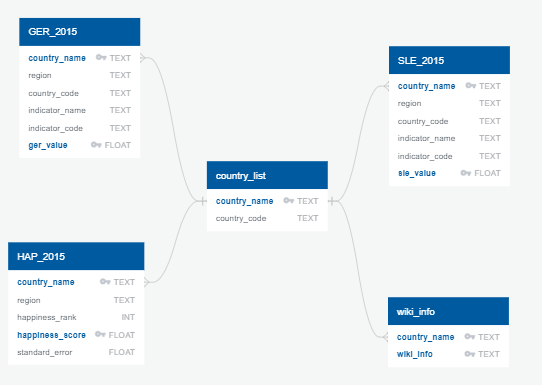 GER_2015
country_name TEXT
region TEXT
country_code TEXT
indicator_name TEXT
indicator_code TEXT
ger_value FLOAT
SLE_2015
country_name TEXT
region TEXT
country_code TEXT
indicator_name TEXT
indicator_code TEXT
sle_value FLOAT
country_list
country_name TEXT
country_code TEXT
HAP_2015
country_name TEXT
region TEXT
happiness_rank INT
happiness_score FLOAT
standard_error FLOAT
wiki_info
country_name TEXT
wiki_info TEXT